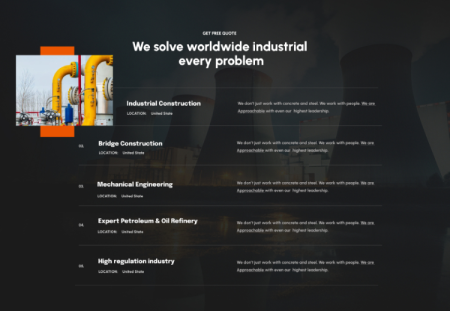 GET FREE QUOTE
We solve worldwide industrial
every problem
Industrial Construction
LOCATION: United State
We don't just work with concrete and steel. We work with people. We are
Approachable with even our highest leadership.
02.
Bridge Construction
LOCATION: United State
We don't just work with concrete and steel. We work with people. We are
Approachable with even our highest leadership.
03.
Mechanical Engineering
LOCATION: United State
We don't just work with concrete and steel. We work with people. We are
Approachable with even our highest leadership.
04.
Expert Petroleum & Oil Refinery
LOCATION: United State
We don't just work with concrete and steel. We work with people. We are
Approachable with even our highest leadership.
05.
High regulation industry
LOCATION: United State
We don't just work with concrete and steel. We work with people. We are
Approachable with even our highest leadership.